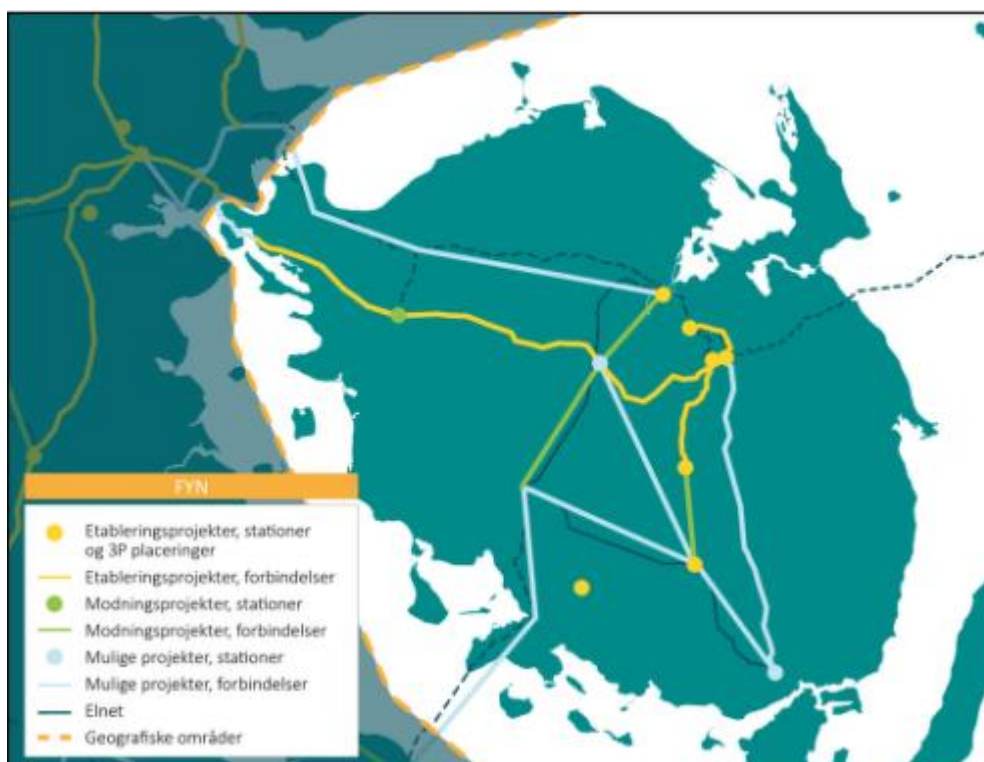 FYN
Etableringsprojekter, stationer
og 3P placeringer
Etableringsprojekter, forbindelser
Modningsprojekter, stationer
Modningsprojekter, forbindelser
Mulige projekter, stationer
Mulige projekter, forbindelser
Elnet
Geografiske områder